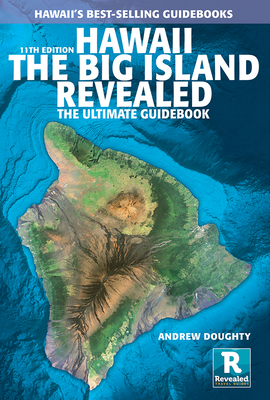 HAWAII'S BEST-SELLING GUIDEBOOKS
11TH EDITION HAWAII
THE BIG ISLAND
REVEALED
THE ULTIMATE GUIDEBOOK
ANDREW DOUGHTY
R
Revealed
TRAVEL GUIDES